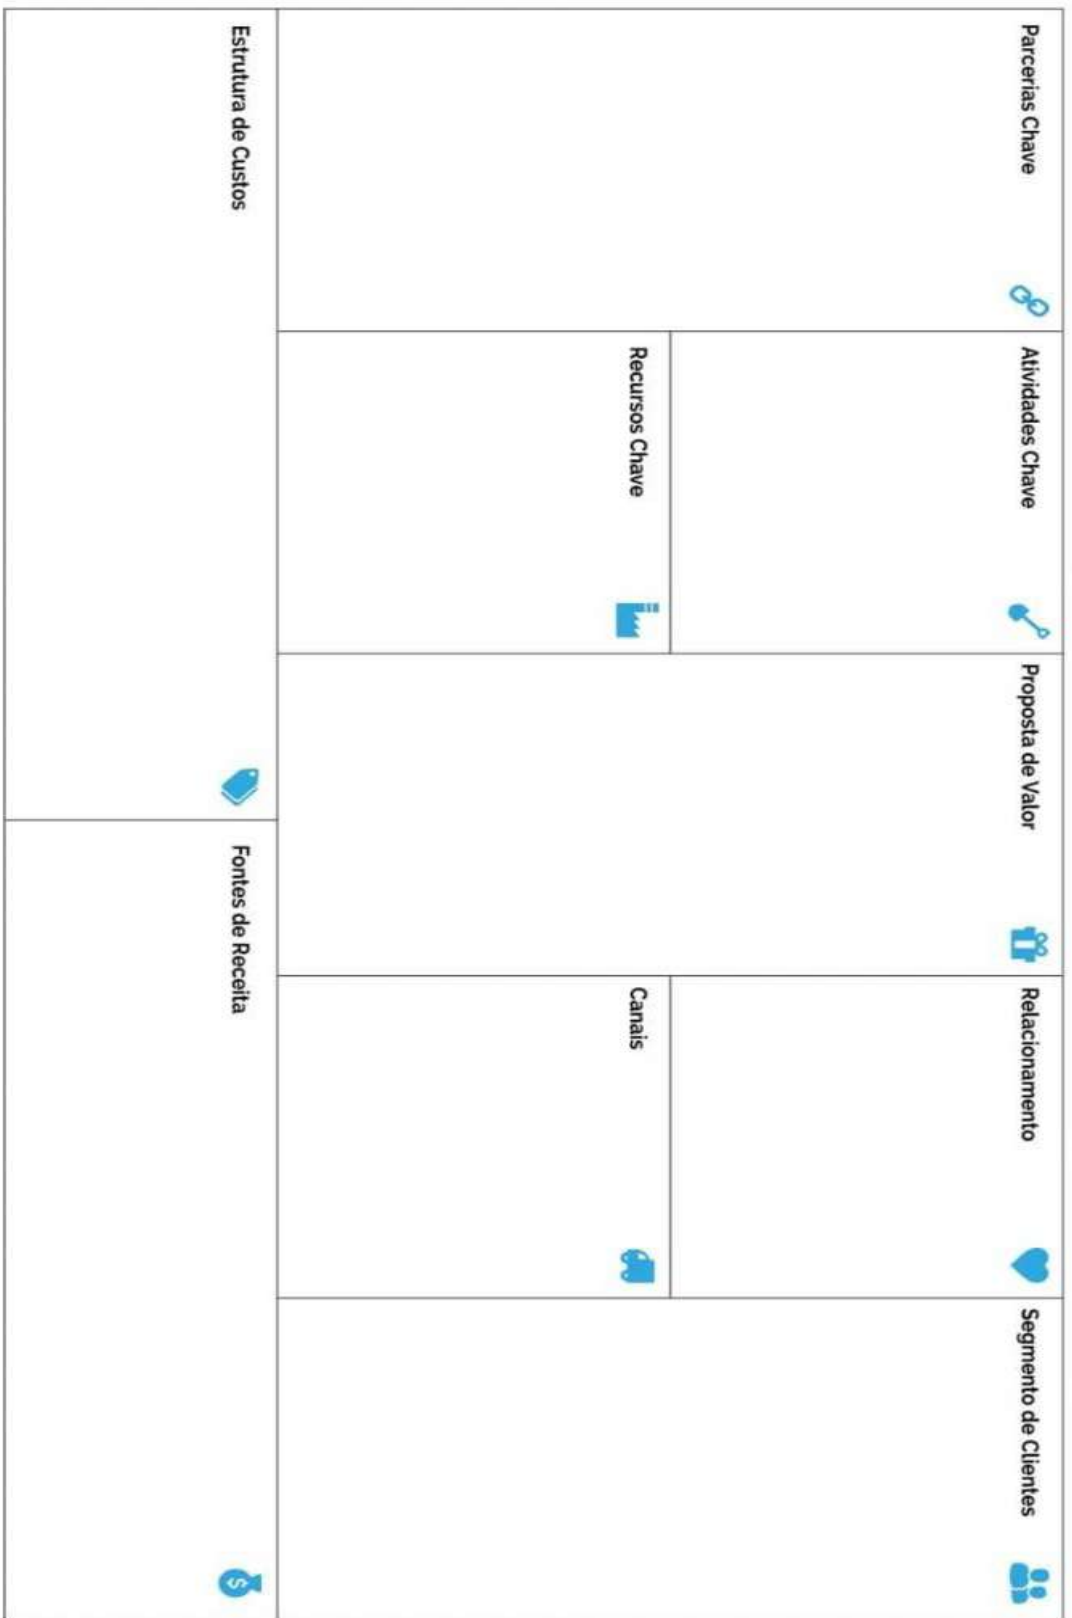 Parcerias Chave
Atividades Chave
Recursos Chave
Proposta de Valor
Relacionamento
Canais
Segmento de Clientes
Estrutura de Custos
Fontes de Receita
$